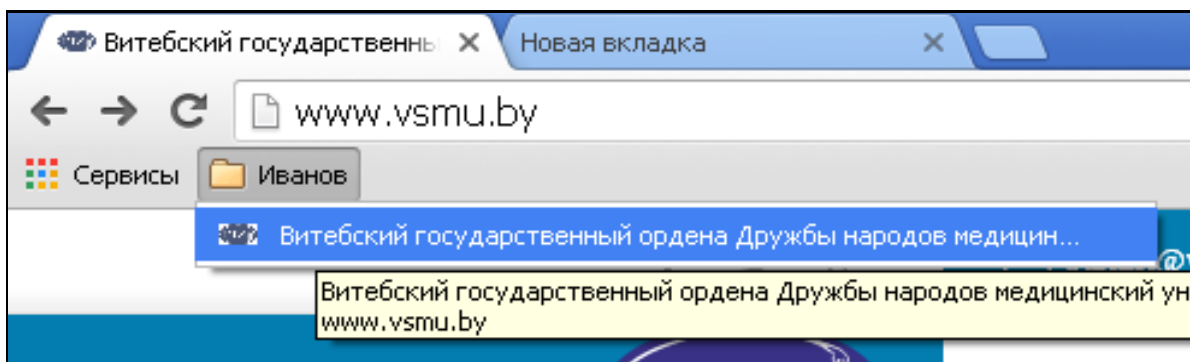 Витебский государственны
Новая вкладка
www.vsmu.by
Сервисы
Иванов
Витебский государственный ордена Дружбы народов медицин...
Витебский государственный ордена Дружбы народов медицинский ун
www.vsmu.by